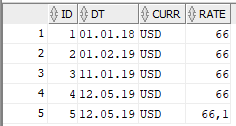 ID DT CURR RATE
1 1 01.01.18 USD 66
2 2 01.02.19 USD 66
3 3 11.01.19 USD 66
4 4 12.05.19 USD 66
5 5 12.05.19 USD 66,1